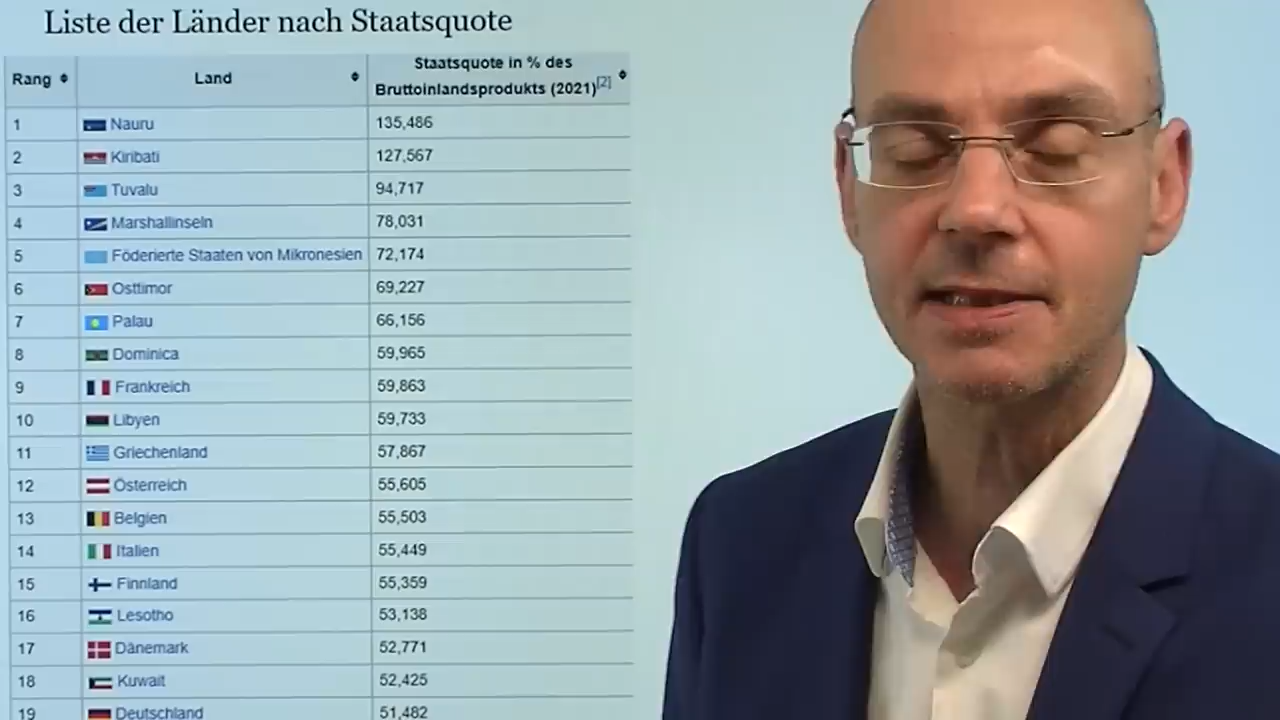 Liste der Länder nach Staatsquote
Rang Land Staatsquote in % des Bruttoinlandsprodukts (2021)[2]
1 Nauru 135,486
2 Kiribati 127,567
3 Tuvalu 94,717
4 Marshallinseln 78,031
5 Föderierte Staaten von Mikronesien 72,174
6 Osttimor 69,227
7 Palau 66,156
8 Dominica 59,965
9 Frankreich 59,863
10 Libyen 59,733
11 Griechenland 57,867
12 Österreich 55,605
13 Belgien 55,503
14 Italien 55,449
15 Finnland 55,359
16 Lesotho 53,138
17 Dänemark 52,771
18 Kuwait 52,425
19 Deutschland 51,482